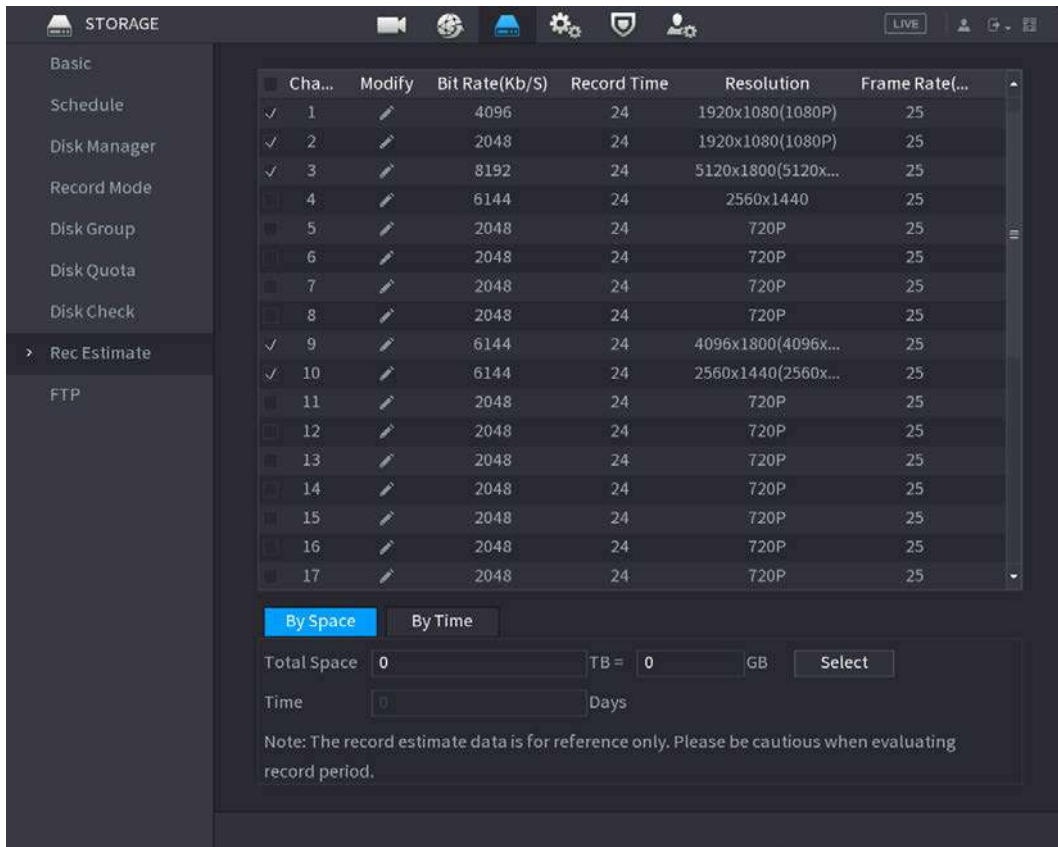 STORAGE LIVE
Basic
Schedule
Disk Manager
Record Mode
Disk Group
Disk Quota
Disk Check
Rec Estimate
FTP
Cha... Modify Bit Rate(Kb/S) Record Time Resolution Frame Rate(...
1 4096 24 1920x1080(1080P) 25
2 2048 24 1920x1080(1080P) 25
3 8192 24 5120x1800(5120x... 25
4 6144 24 2560x1440 25
5 2048 24 720P 25
6 2048 24 720P 25
7 2048 24 720P 25
8 2048 24 720P 25
9 6144 24 4096x1800(4096x... 25
10 6144 24 2560x1440(2560x... 25
11 2048 24 720P 25
12 2048 24 720P 25
13 2048 24 720P 25
14 2048 24 720P 25
15 2048 24 720P 25
16 2048 24 720P 25
17 2048 24 720P 25
By Space By Time
Total Space 0 TB = 0 GB Select
Time 0 Days
Note: The record estimate data is for reference only. Please be cautious when evaluating
record period.